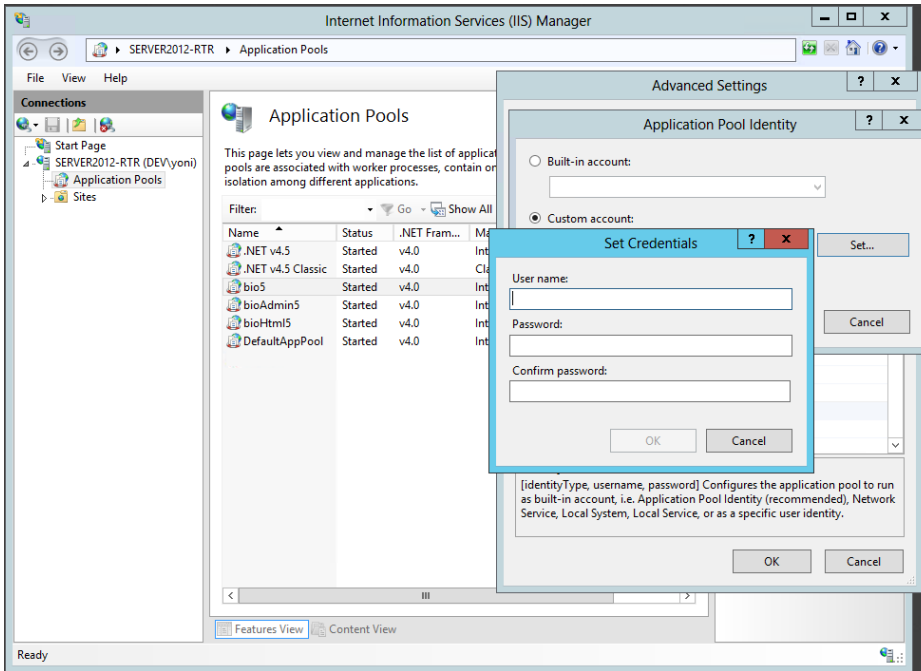 Internet Information Services (IIS) Manager
SERVER2012-RTR
Application Pools
File View Help
Connections
Start Page
SERVER2012-RTR (DEV\yoni)
Application Pools
Sites
Application Pools
This page lets you view and manage the list of applicat
pools are associated with worker processes, contain on
isolation among different applications.
Filter: Go Show All
Name Status .NET Fram... Ma
.NET v4.5 Started v4.0 Int
.NET v4.5 Classic Started v4.0 Cla
bio5 Started v4.0 Int
bioAdmin5 Started v4.0 Int
bioHtml5 Started v4.0 Int
DefaultAppPool Started v4.0 Int
Features View Content View
Ready
Advanced Settings
? x
Application Pool Identity
? x
Built-in account:
Custom account:
Set...
Cancel
Set Credentials
? x
User name:
Password:
Confirm password:
OK Cancel
[identityType, username, password] Configures the application pool to run
as built-in account, i.e. Application Pool Identity (recommended), Network
Service, Local System, Local Service, or as a specific user identity.
OK Cancel